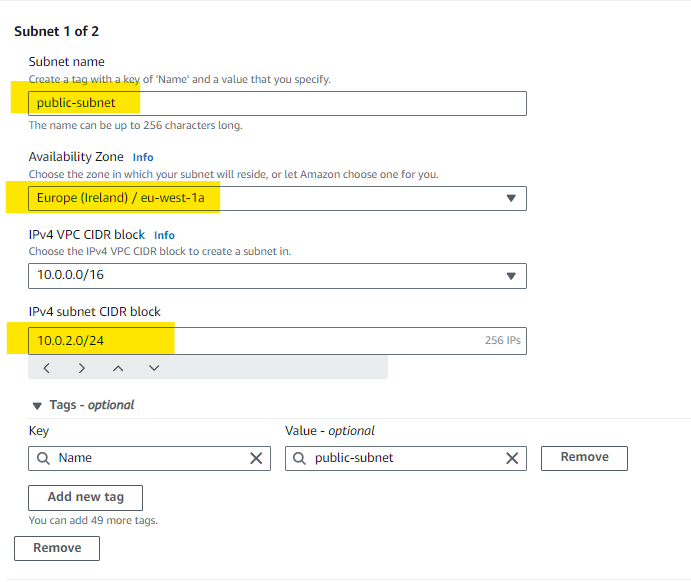 Subnet 1 of 2
Subnet name
Create a tag with a key of 'Name' and a value that you specify.
public-subnet
The name can be up to 256 characters long.
Availability Zone Info
Choose the zone in which your subnet will reside, or let Amazon choose one for you.
Europe (Ireland) / eu-west-1a
IPv4 VPC CIDR block Info
Choose the IPv4 VPC CIDR block to create a subnet in.
10.0.0.0/16
IPv4 subnet CIDR block
10.0.2.0/24 256 IPs
Tags - optional
Key Value - optional
Name public-subnet Remove
Add new tag
You can add 49 more tags.
Remove